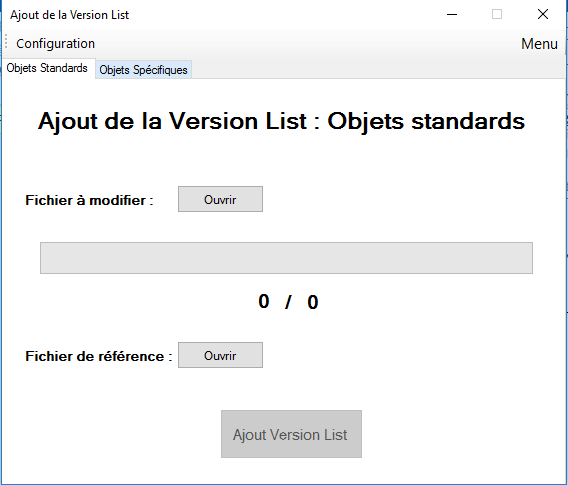 Ajout de la Version List
Configuration Menu
Objets Standards Objets Spécifiques
Ajout de la Version List : Objets standards
Fichier à modifier : Ouvrir
0 / 0
Fichier de référence : Ouvrir
Ajout Version List